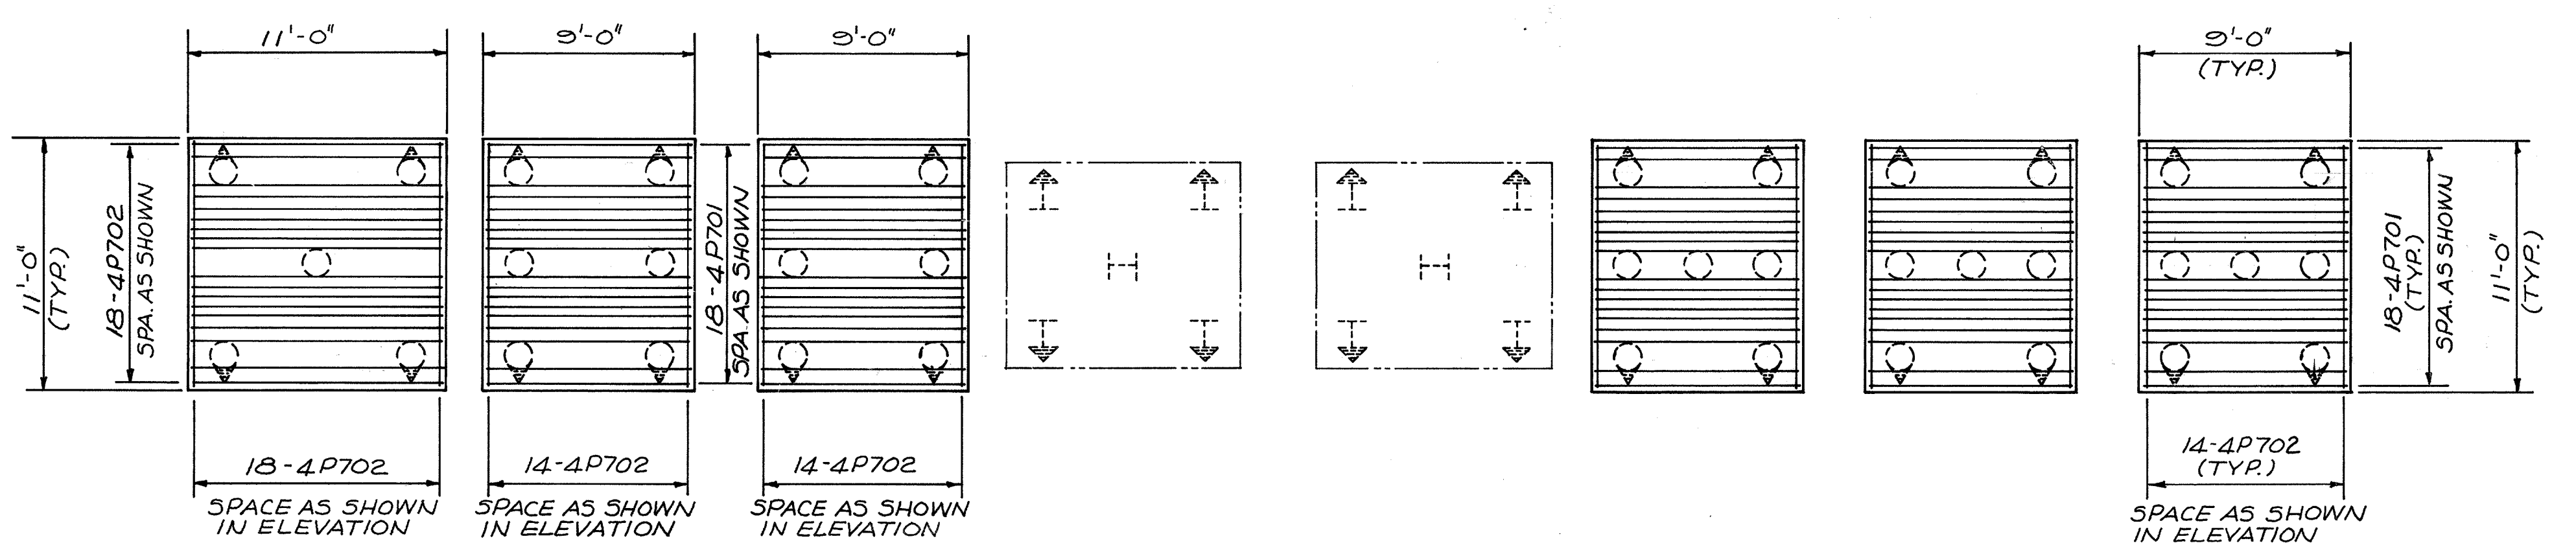 11'-0"
9'-0"
9'-0"
9'-0"
(TYP.)
11'-0"
(TYP.)
18-4P702
SPA. AS SHOWN
18-4P701
SPA. AS SHOWN
18-4P701
(TYP.)
SPA. AS SHOWN
11'-0"
(TYP.)
18-4P702
SPACE AS SHOWN
IN ELEVATION
14-4P702
SPACE AS SHOWN
IN ELEVATION
14-4P702
SPACE AS SHOWN
IN ELEVATION
14-4P702
(TYP.)
SPACE AS SHOWN
IN ELEVATION